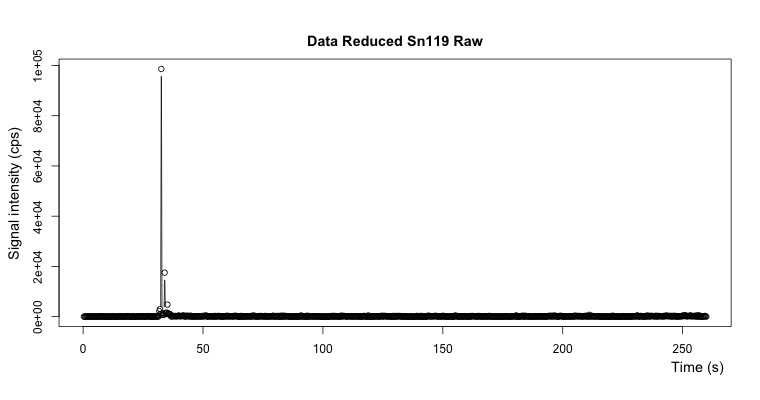 Data Reduced Sn119 Raw
Signal intensity (cps)
1e+05
8e+04
6e+04
4e+04
2e+04
0e+00
0 50 100 150 200 250
Time (s)